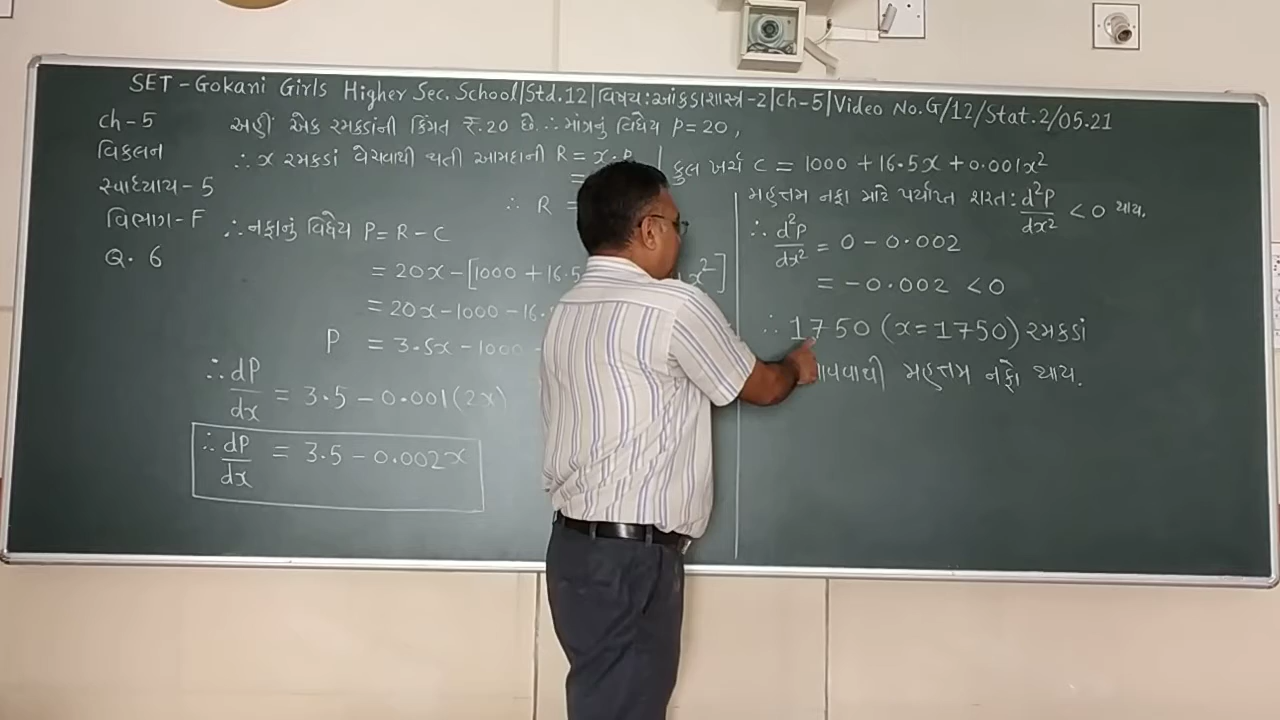 SET - Gokani Girls Higher Sec. School|Std.12|વિષય:આંકડાશાસ્ત્ર-2|Ch-5|Video No.G/12/Stat.2/05.21
Ch-5
વિકલન
સ્વાધ્યાય - 5
વિભાગ - F
Q. 6
અહીં એક રમકડાંની કિંમત ₹.20 છે. ∴ માંગનું વિધેય P = 20,
∴ x રમકડાં વેચવાથી થતી આમદાની R = x·P
=
∴ R =
∴ નફાનું વિધેય P = R - C
= 20x - [1000 + 16.5 x²]
= 20x - 1000 - 16.
P = 3.5x - 1000 -
∴ dP/dx = 3.5 - 0.001(2x)
∴ dP/dx = 3.5 - 0.002x
કુલ ખર્ચ C = 1000 + 16.5x + 0.001x²
મહત્તમ નફા માટે પર્યાપ્ત શરત: d²P/dx² < 0 થાય.
∴ d²P/dx² = 0 - 0.002
= -0.002 < 0
∴ 1750 (x = 1750) રમકડાં
મહત્તમ નફો થાય.